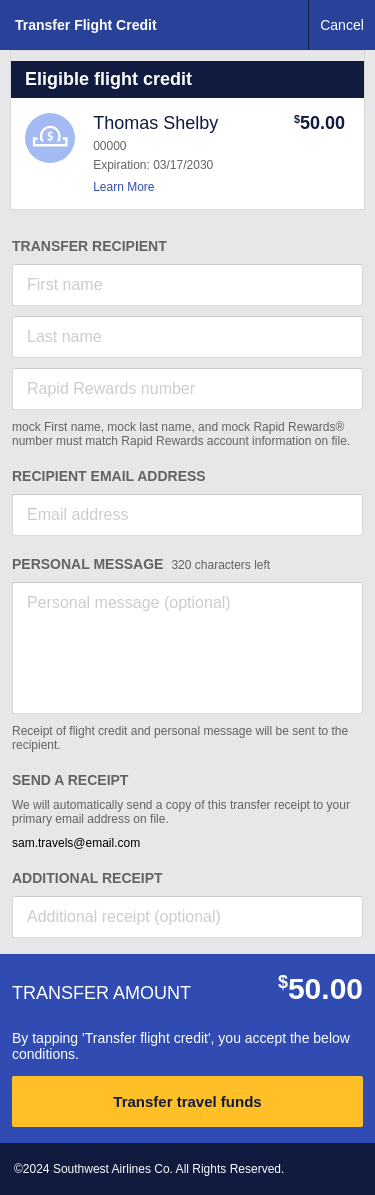 Transfer Flight Credit
Cancel
Eligible flight credit
Thomas Shelby
$50.00
00000
Expiration: 03/17/2030
Learn More
TRANSFER RECIPIENT
First name
Last name
Rapid Rewards number
mock First name, mock last name, and mock Rapid Rewards®
number must match Rapid Rewards account information on file.
RECIPIENT EMAIL ADDRESS
Email address
PERSONAL MESSAGE 320 characters left
Personal message (optional)
Receipt of flight credit and personal message will be sent to the
recipient.
SEND A RECEIPT
We will automatically send a copy of this transfer receipt to your
primary email address on file.
sam.travels@email.com
ADDITIONAL RECEIPT
Additional receipt (optional)
TRANSFER AMOUNT
$50.00
By tapping 'Transfer flight credit', you accept the below
conditions.
Transfer travel funds
©2024 Southwest Airlines Co. All Rights Reserved.